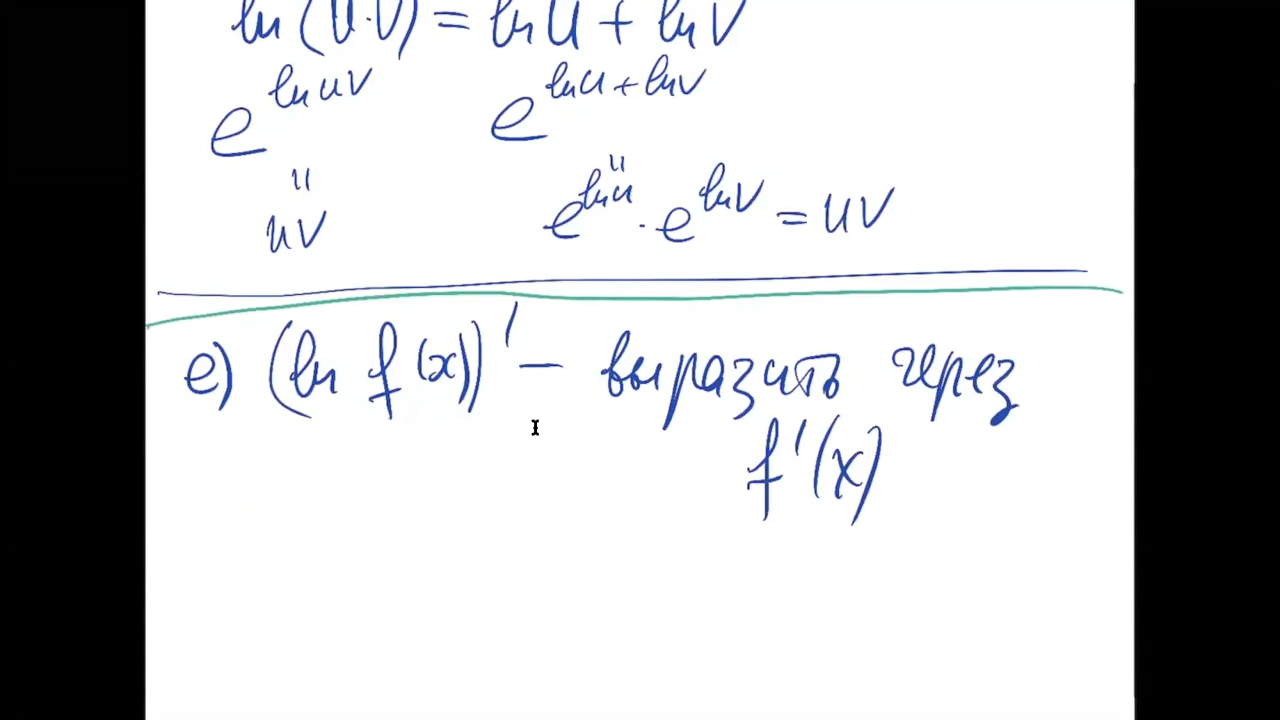 ln(u·v) = ln u + ln v
e^{ln uv} e^{ln u + ln v}
" "
uv e^{ln u} · e^{ln v} = uv
e) (ln f(x))' – выразить через
f'(x)